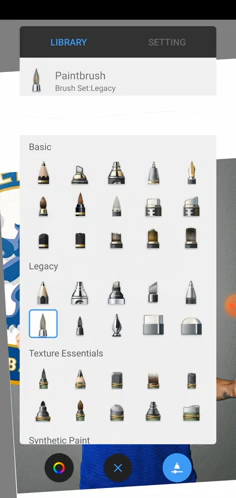 LIBRARY
SETTING
Paintbrush
Brush Set:Legacy
Basic
Legacy
Texture Essentials
Synthetic Paint